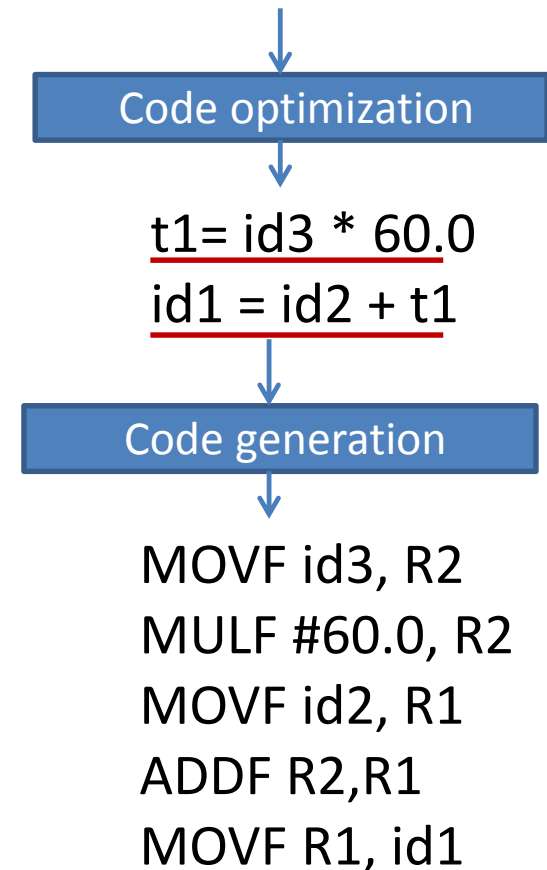 Code optimization
t1= id3 * 60.0
id1 = id2 + t1
Code generation
MOVF id3, R2
MULF #60.0, R2
MOVF id2, R1
ADDF R2,R1
MOVF R1, id1